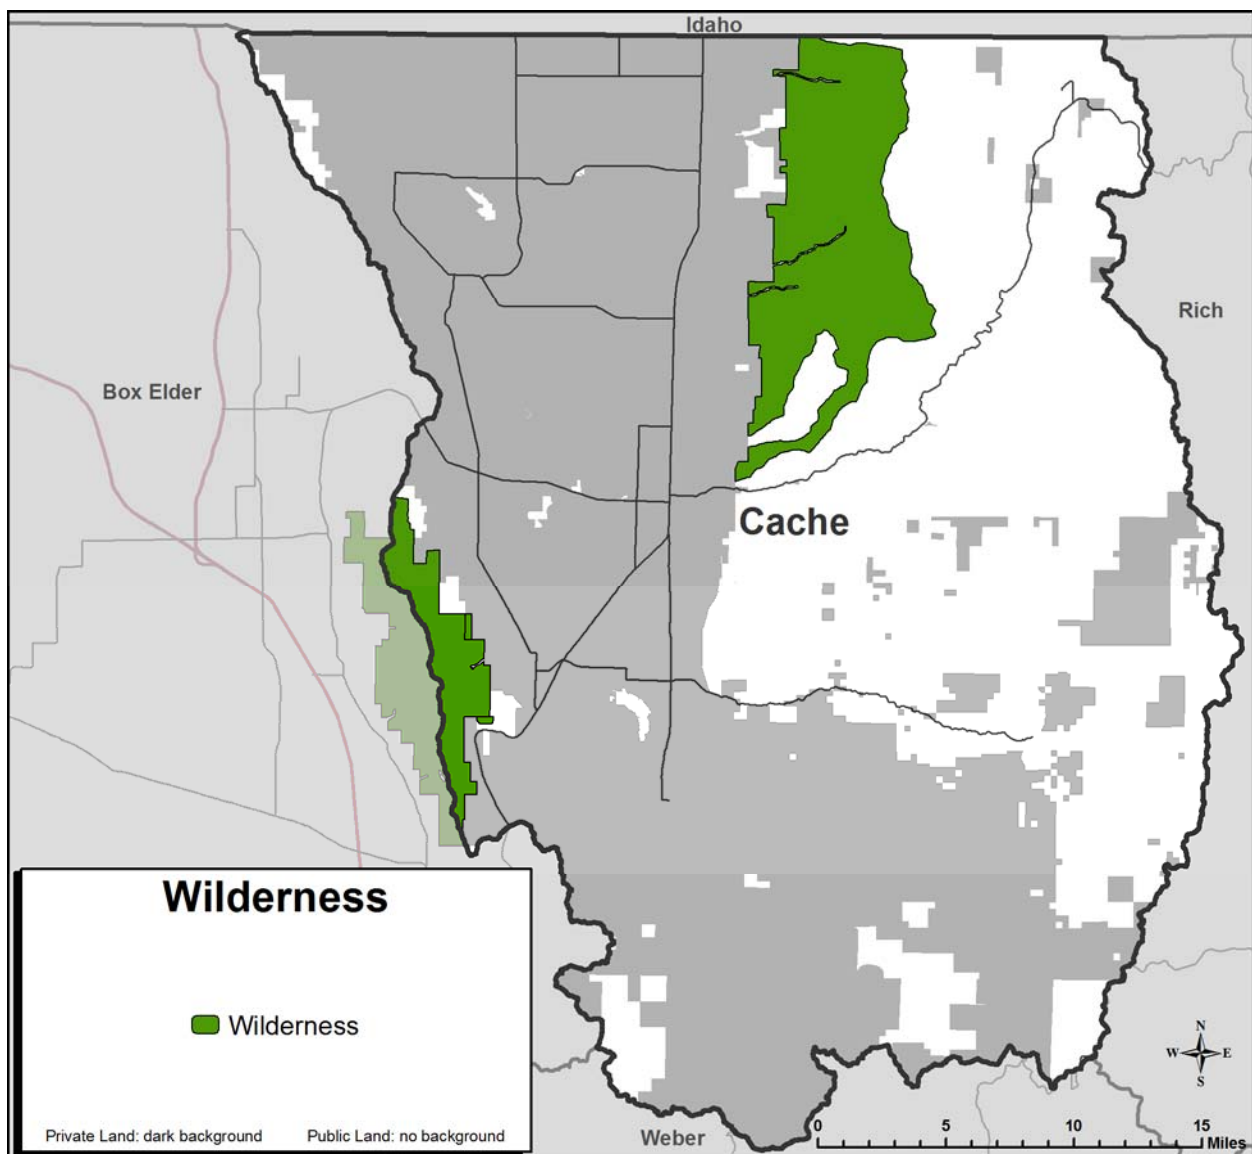 Idaho
Rich
Box Elder
Cache
Wilderness
Wilderness
Private Land: dark background Public Land: no background
Weber
N
W E
S
0 5 10 15
Miles